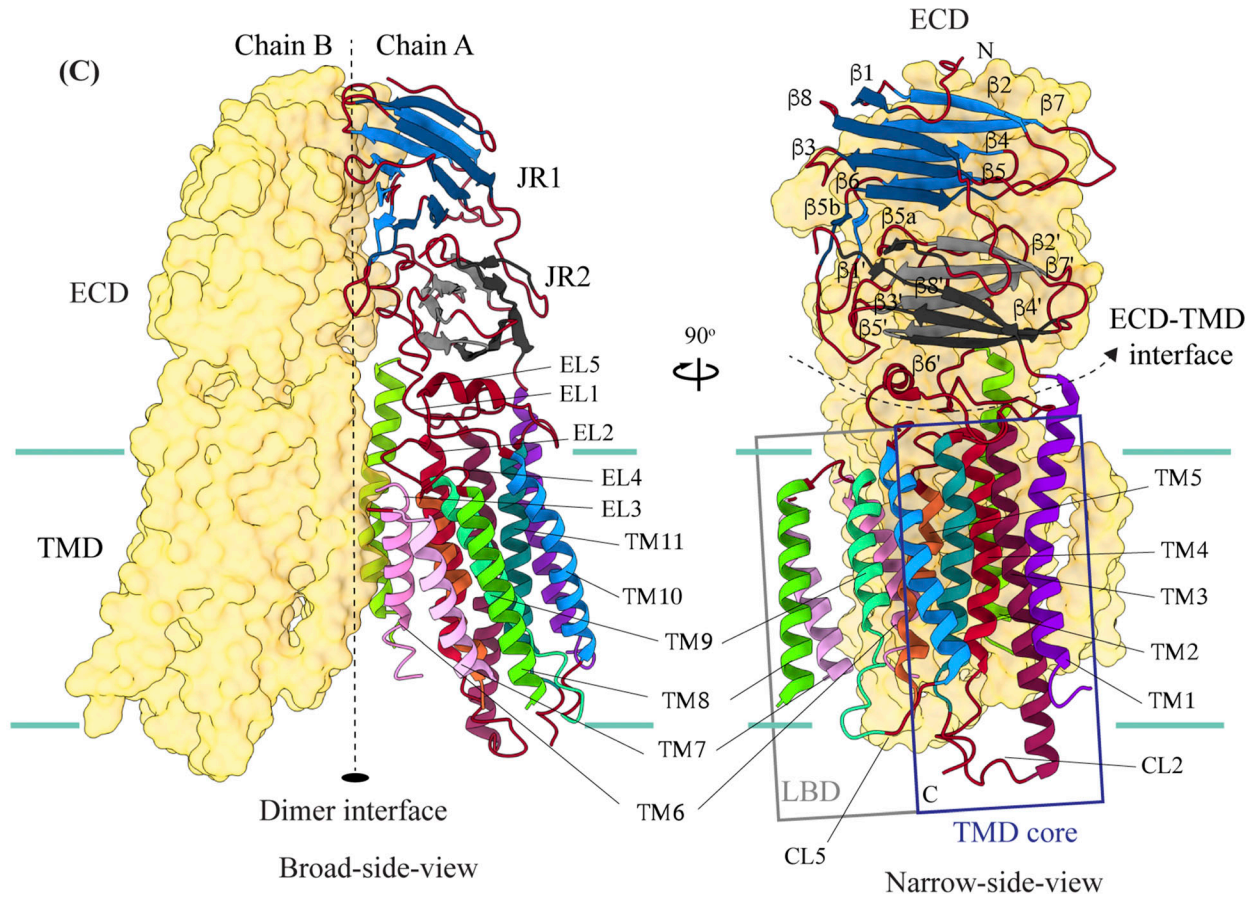 (C)
Chain B
Chain A
ECD
TMD
JR1
JR2
EL5
EL1
EL2
EL4
EL3
TM11
TM10
TM9
TM8
TM7
TM6
Dimer interface
Broad-side-view
90º
ECD
N
β1
β2
β8
β7
β3
β4
β5
β6
β5b
β5a
β2'
β1'
β7'
β8'
β3'
β4'
β5'
β6'
ECD-TMD
interface
TM5
TM4
TM3
TM2
TM1
CL2
LBD
C
TMD core
CL5
Narrow-side-view